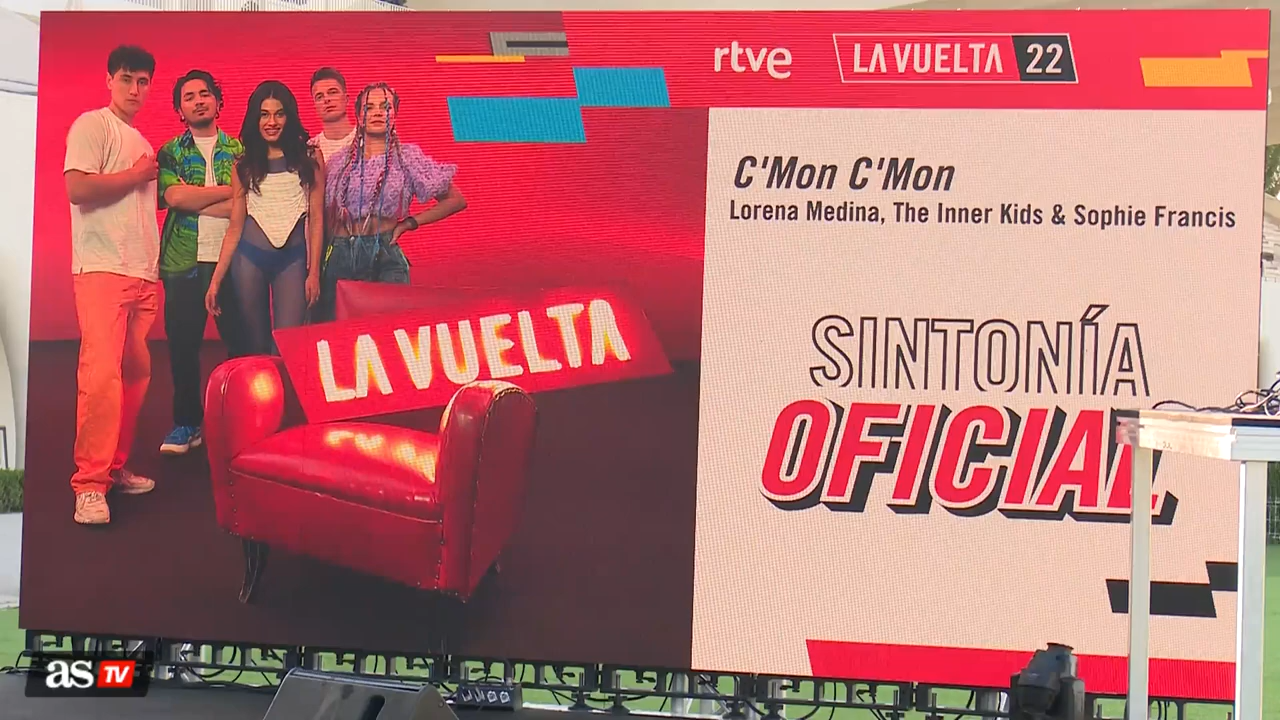 rtve
LA VUELTA 22
C'Mon C'Mon
Lorena Medina, The Inner Kids & Sophie Francis
LA VUELTA
SINTONÍA
OFICIAL
as TV